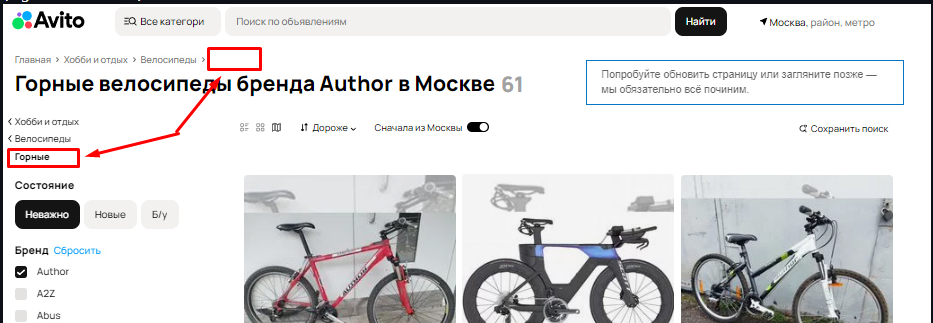 Avito
Все категори
Поиск по объявлениям
Найти
Москва, район, метро
Главная > Хобби и отдых > Велосипеды >
Горные велосипеды бренда Author в Москве 61
Попробуйте обновить страницу или загляните позже —
мы обязательно всё починим.
Хобби и отдых
Велосипеды
Горные
Дороже
Сначала из Москвы
Сохранить поиск
Состояние
Неважно
Новые
Б/у
Бренд Сбросить
Author
A2Z
Abus